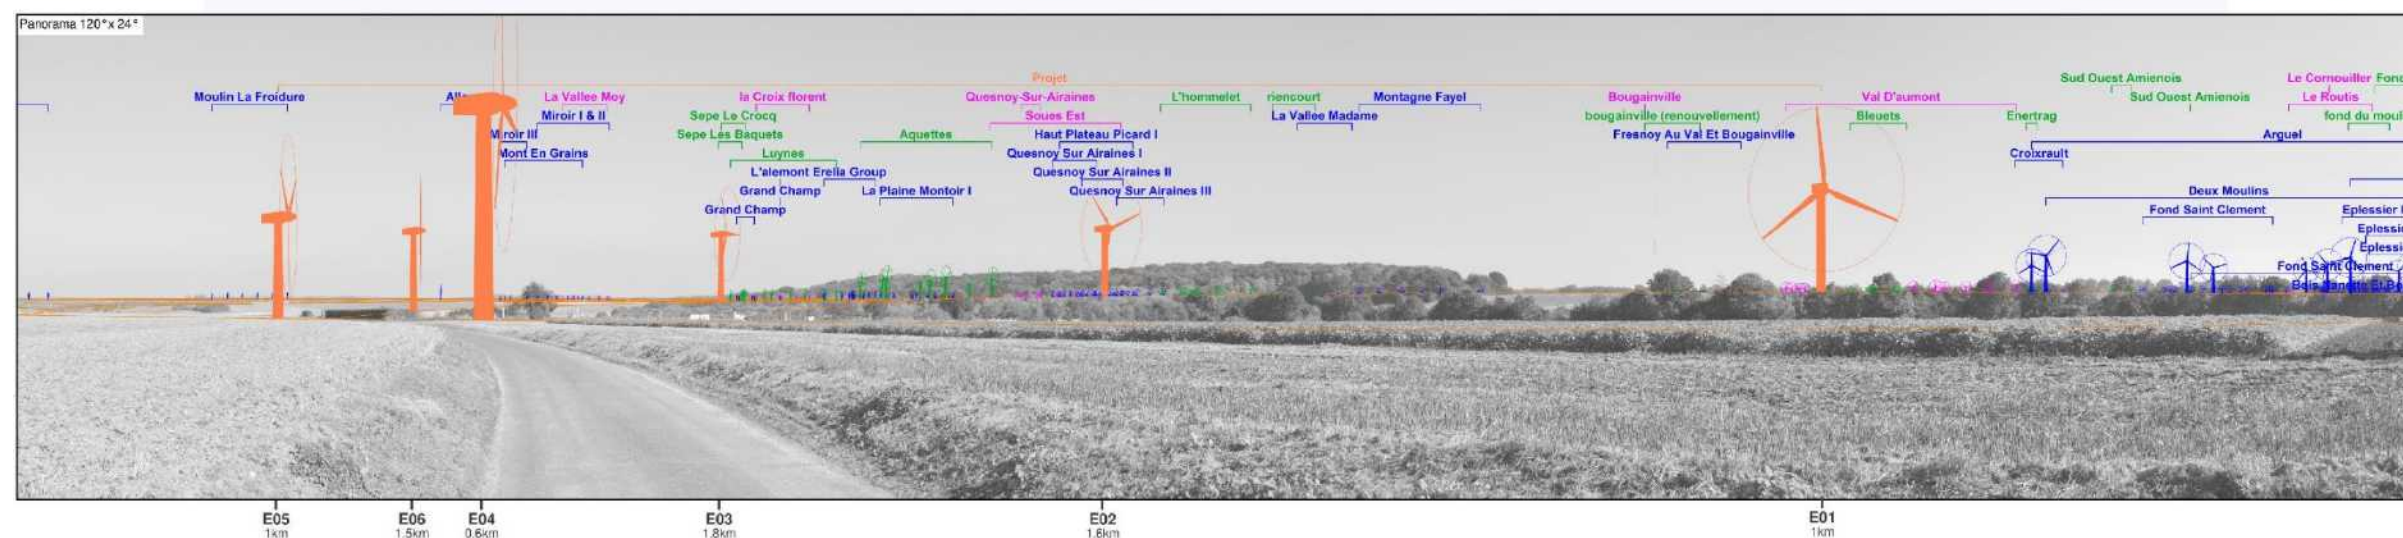 Panorama 120°x 24°
Projet
Sud Ouest Amienois
Le Cornouiller
Moulin La Froidure
La Vallee Moy
la Croix florent
Quesnoy-Sur-Airaines
L'hommelet
riencourt
Montagne Fayel
Bougainville
Val D'aumont
Sud Ouest Amienois
Le Routis
Miroir I & II
Sepe Le Crocq
Soues Est
La Vallée Madame
bougainville (renouvellement)
Bleuets
Enertrag
Miroir III
Sepe Les Baquets
Aquettes
Haut Plateau Picard I
Fresnoy Au Val Et Bougainville
Arguel
Mont En Grains
Luynes
Quesnoy Sur Airaines I
Croixrault
L'alemont Erelia Group
Quesnoy Sur Airaines II
Grand Champ
La Plaine Montoir I
Quesnoy Sur Airaines III
Deux Moulins
Grand Champ
Fond Saint Clement
Fond Saint Clement
E05
1km
E06
1.5km
E04
0.6km
E03
1.8km
E02
1.6km
E01
1km